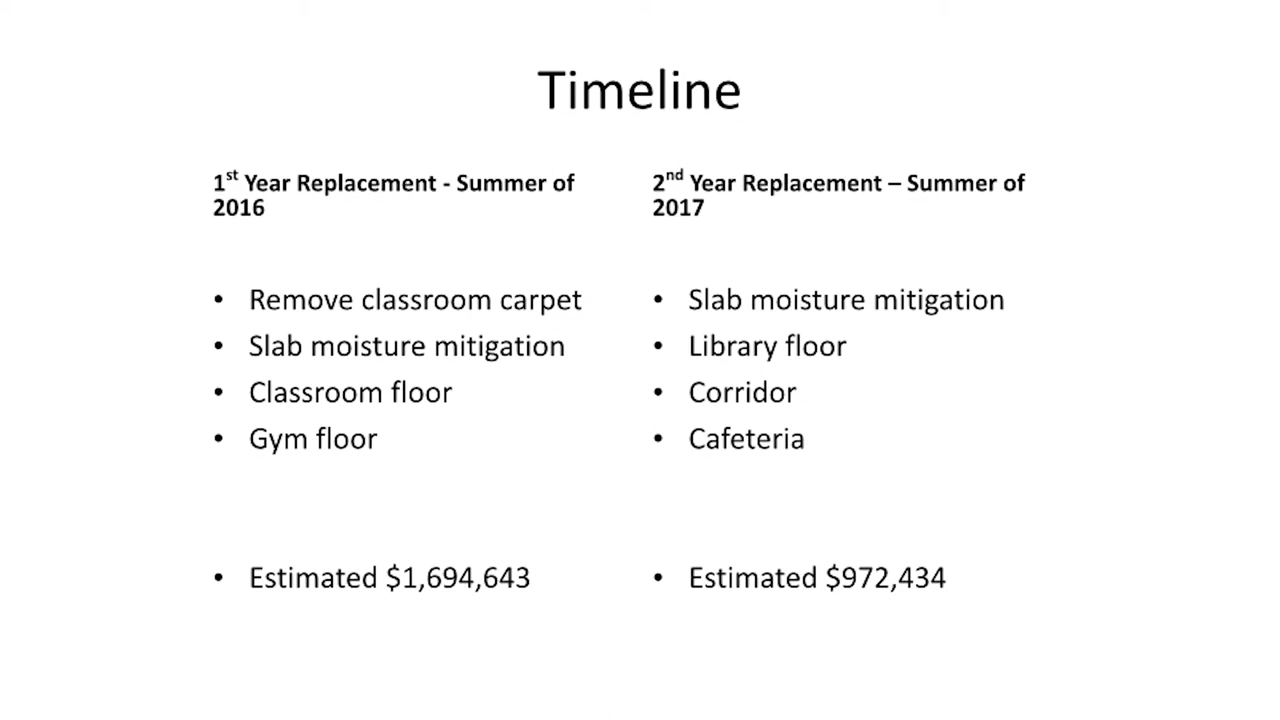 Timeline
1st Year Replacement - Summer of
2016
• Remove classroom carpet
• Slab moisture mitigation
• Classroom floor
• Gym floor
• Estimated $1,694,643
2nd Year Replacement – Summer of
2017
• Slab moisture mitigation
• Library floor
• Corridor
• Cafeteria
• Estimated $972,434